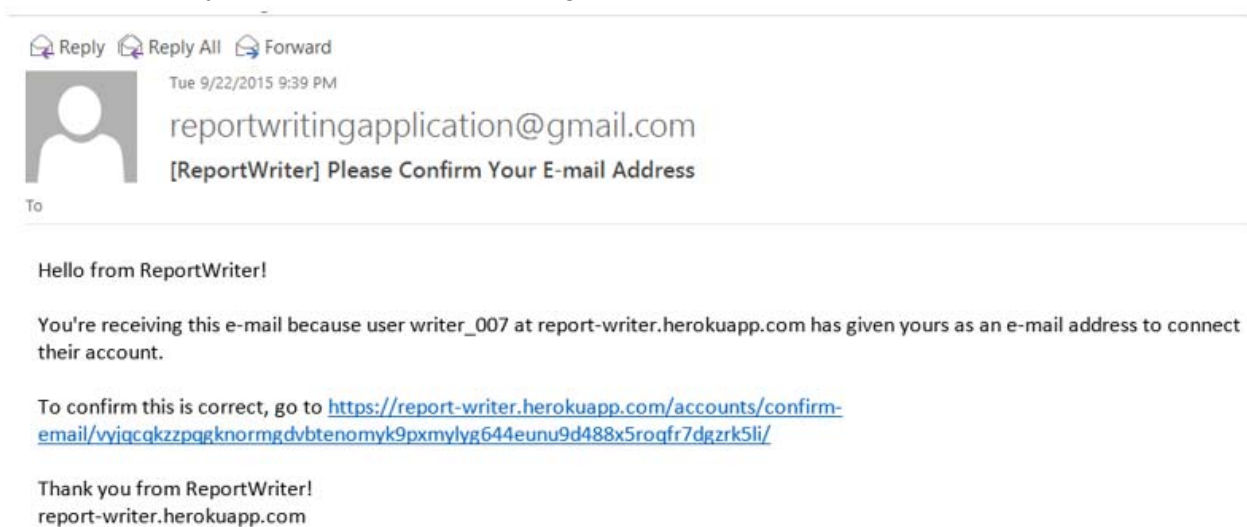 Reply Reply All Forward
Tue 9/22/2015 9:39 PM
reportwritingapplication@gmail.com
[ReportWriter] Please Confirm Your E-mail Address
To
Hello from ReportWriter!
You're receiving this e-mail because user writer_007 at report-writer.herokuapp.com has given yours as an e-mail address to connect
their account.
To confirm this is correct, go to https://report-writer.herokuapp.com/accounts/confirm-
email/vyjqcqkzzpqgknormgdvbtenomyk9pxmylyg644eunu9d488x5roqfr7dgzrk5li/
Thank you from ReportWriter!
report-writer.herokuapp.com